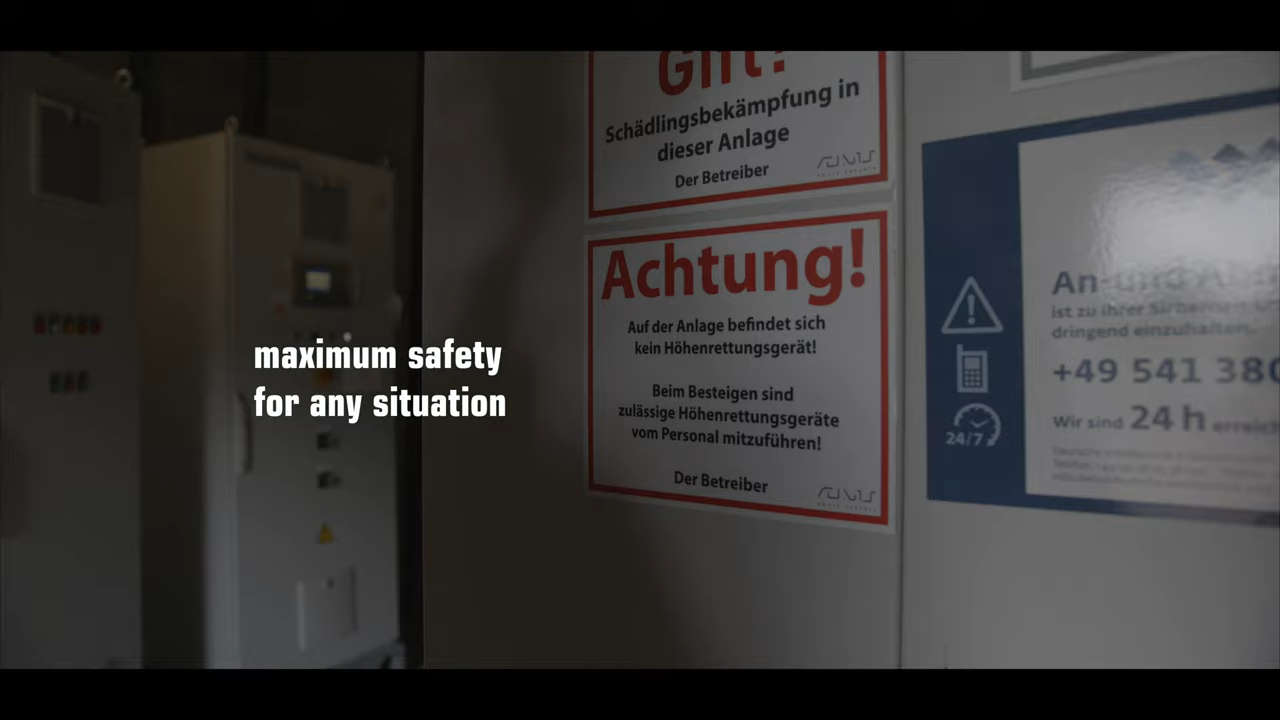 Gift!
Schädlingsbekämpfung in
dieser Anlage
Der Betreiber
Achtung!
Auf der Anlage befindet sich
kein Höhenrettungsgerät!
Beim Besteigen sind
zulässige Höhenrettungsgeräte
vom Personal mitzuführen!
Der Betreiber
maximum safety
for any situation
An- und
ist zu Ihrer
dringend einzuhalten.
+49 541 380
Wir sind 24 h
24/7